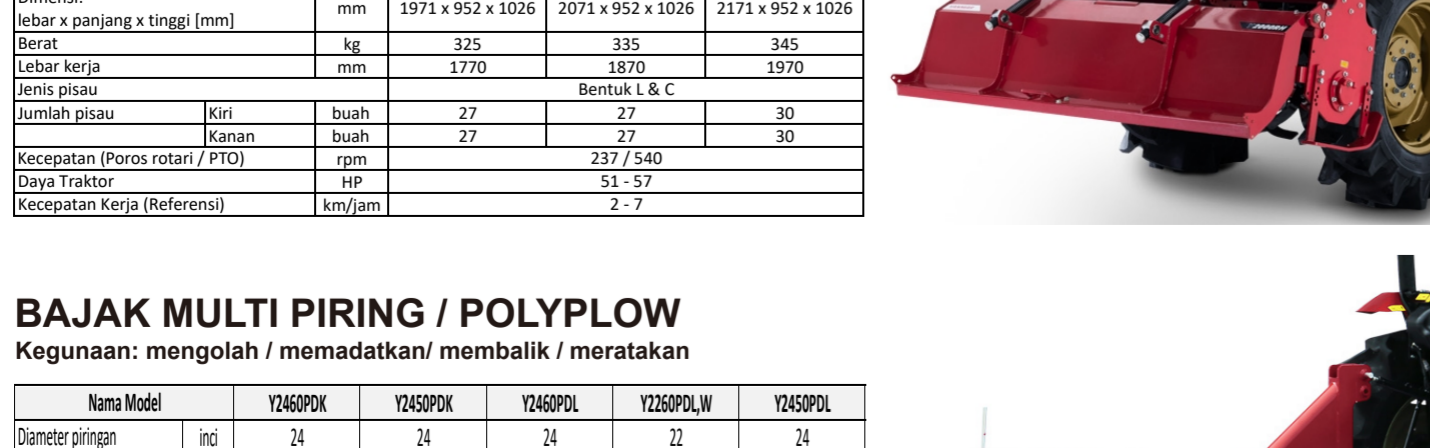 Dimensi:
lebar x panjang x tinggi [mm] mm 1971 x 952 x 1026 2071 x 952 x 1026 2171 x 952 x 1026
Berat kg 325 335 345
Lebar kerja mm 1770 1870 1970
Jenis pisau Bentuk L & C
Jumlah pisau Kiri buah 27 27 30
Kanan buah 27 27 30
Kecepatan (Poros rotari / PTO) rpm 237 / 540
Daya Traktor HP 51 - 57
Kecepatan Kerja (Referensi) km/jam 2 - 7
BAJAK MULTI PIRING / POLYPLOW
Kegunaan: mengolah / memadatkan/ membalik / meratakan
Nama Model Y2460PDK Y2450PDK Y2460PDL Y2260PDL,W Y2450PDL
Diameter piringan inci 24 24 24 22 24